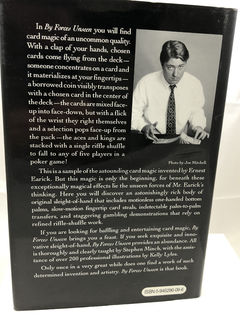 In By Forces Unseen you will find
card magic of an uncommon quality.
With a clap of your hands, chosen
cards come flying from the deck—
someone concentrates on a card and
it materializes at your fingertips—
a borrowed coin visibly transposes
with a chosen card in the center of
the deck—the cards are mixed face-
up into face-down, but with a flick
of the wrist they right themselves
and a selection pops face-up from
the pack—the aces and kings are
stacked with a single riffle shuffle
to fall to any of five players in a
poker game!
Photo by Joe Mitchell
This is a sample of the astonishing card magic invented by Ernest
Earick. But this magic is only the beginning, for beneath these
exceptionally magical effects lie the unseen forces of Mr. Earick's
thinking. Here you will discover an astonishingly rich body of
original sleight-of-hand that includes motionless one-handed bottom
palms, slow-motion fingertip card steals, indetectable palm-to-palm
transfers, and staggering gambling demonstrations that rely on
refined riffle-shuffle work.
If you are looking for baffling and entertaining card magic, By
Forces Unseen brings you a feast. If you seek exquisite and inno-
vative sleight-of-hand, By Forces Unseen provides an abundance. All
is thoroughly and clearly taught by Stephen Minch, with the assis-
tance of over 200 professional illustrations by Kelly Lyles.
Only once in a very great while does one find a work of such
determined invention and artistry. By Forces Unseen is that book.
ISBN 0-945296-09-6